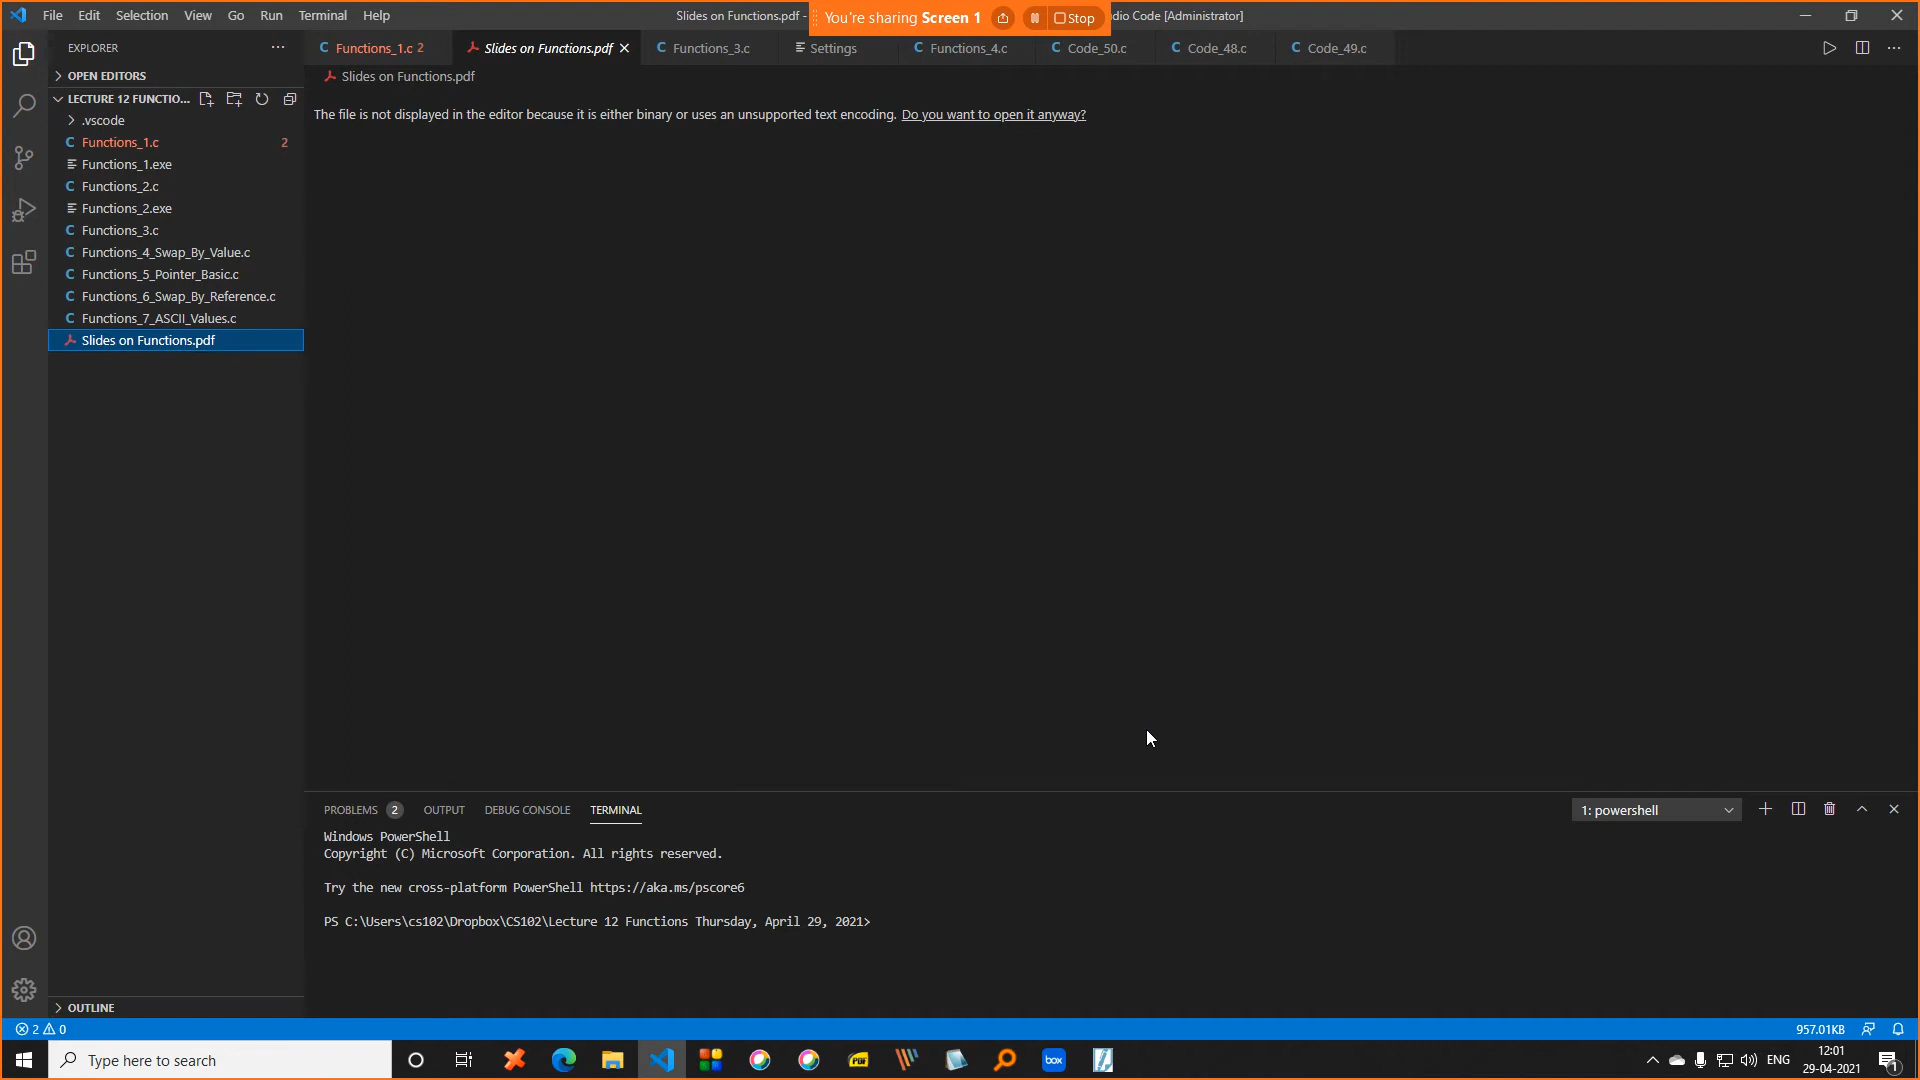 File Edit Selection View Go Run Terminal Help
Slides on Functions.pdf -
You're sharing Screen 1
Stop
dio Code [Administrator]
EXPLORER
Functions_1.c 2
Slides on Functions.pdf
Functions_3.c
Settings
Functions_4.c
Code_50.c
Code_48.c
Code_49.c
OPEN EDITORS
Slides on Functions.pdf
LECTURE 12 FUNCTIO...
The file is not displayed in the editor because it is either binary or uses an unsupported text encoding. Do you want to open it anyway?
.vscode
Functions_1.c 2
Functions_1.exe
Functions_2.c
Functions_2.exe
Functions_3.c
Functions_4_Swap_By_Value.c
Functions_5_Pointer_Basic.c
Functions_6_Swap_By_Reference.c
Functions_7_ASCII_Values.c
Slides on Functions.pdf
PROBLEMS 2 OUTPUT DEBUG CONSOLE TERMINAL
1: powershell
Windows PowerShell
Copyright (C) Microsoft Corporation. All rights reserved.
Try the new cross-platform PowerShell https://aka.ms/pscore6
PS C:\Users\cs102\Dropbox\CS102\Lecture 12 Functions Thursday, April 29, 2021>
OUTLINE
2 0
957.01KB
Type here to search
PDF
box
ENG
12:01
29-04-2021
1